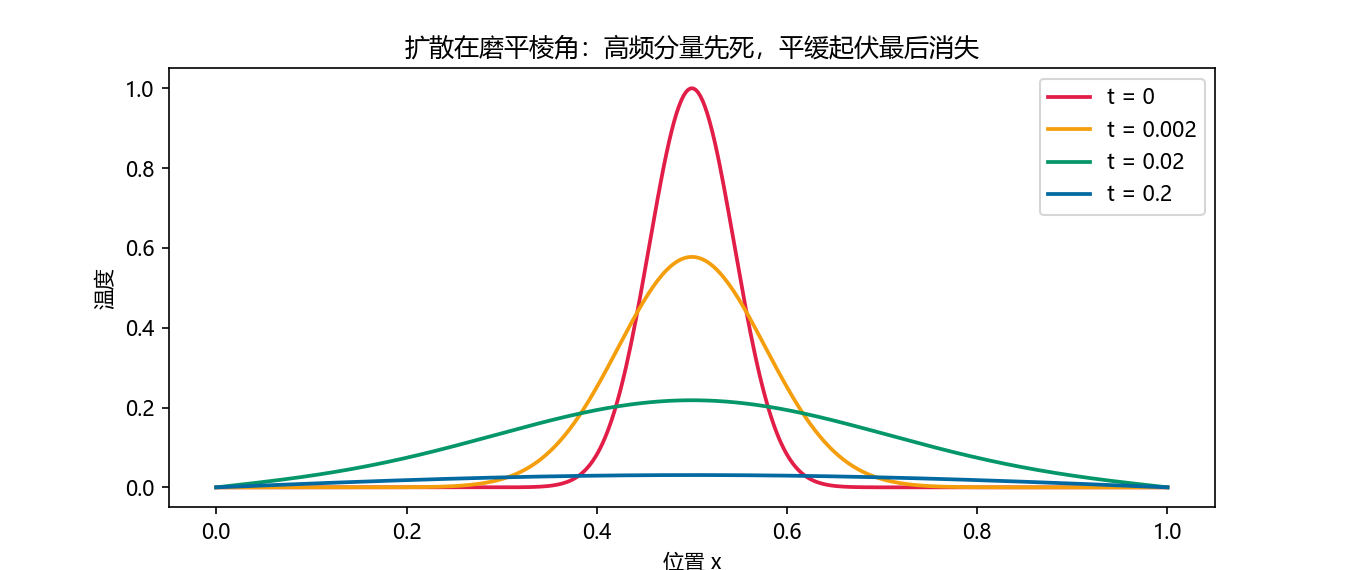 扩散在磨平棱角：高频分量先死，平缓起伏最后消失
t = 0
t = 0.002
t = 0.02
t = 0.2
1.0
0.8
0.6
0.4
0.2
0.0
温度
0.0 0.2 0.4 0.6 0.8 1.0
位置 x